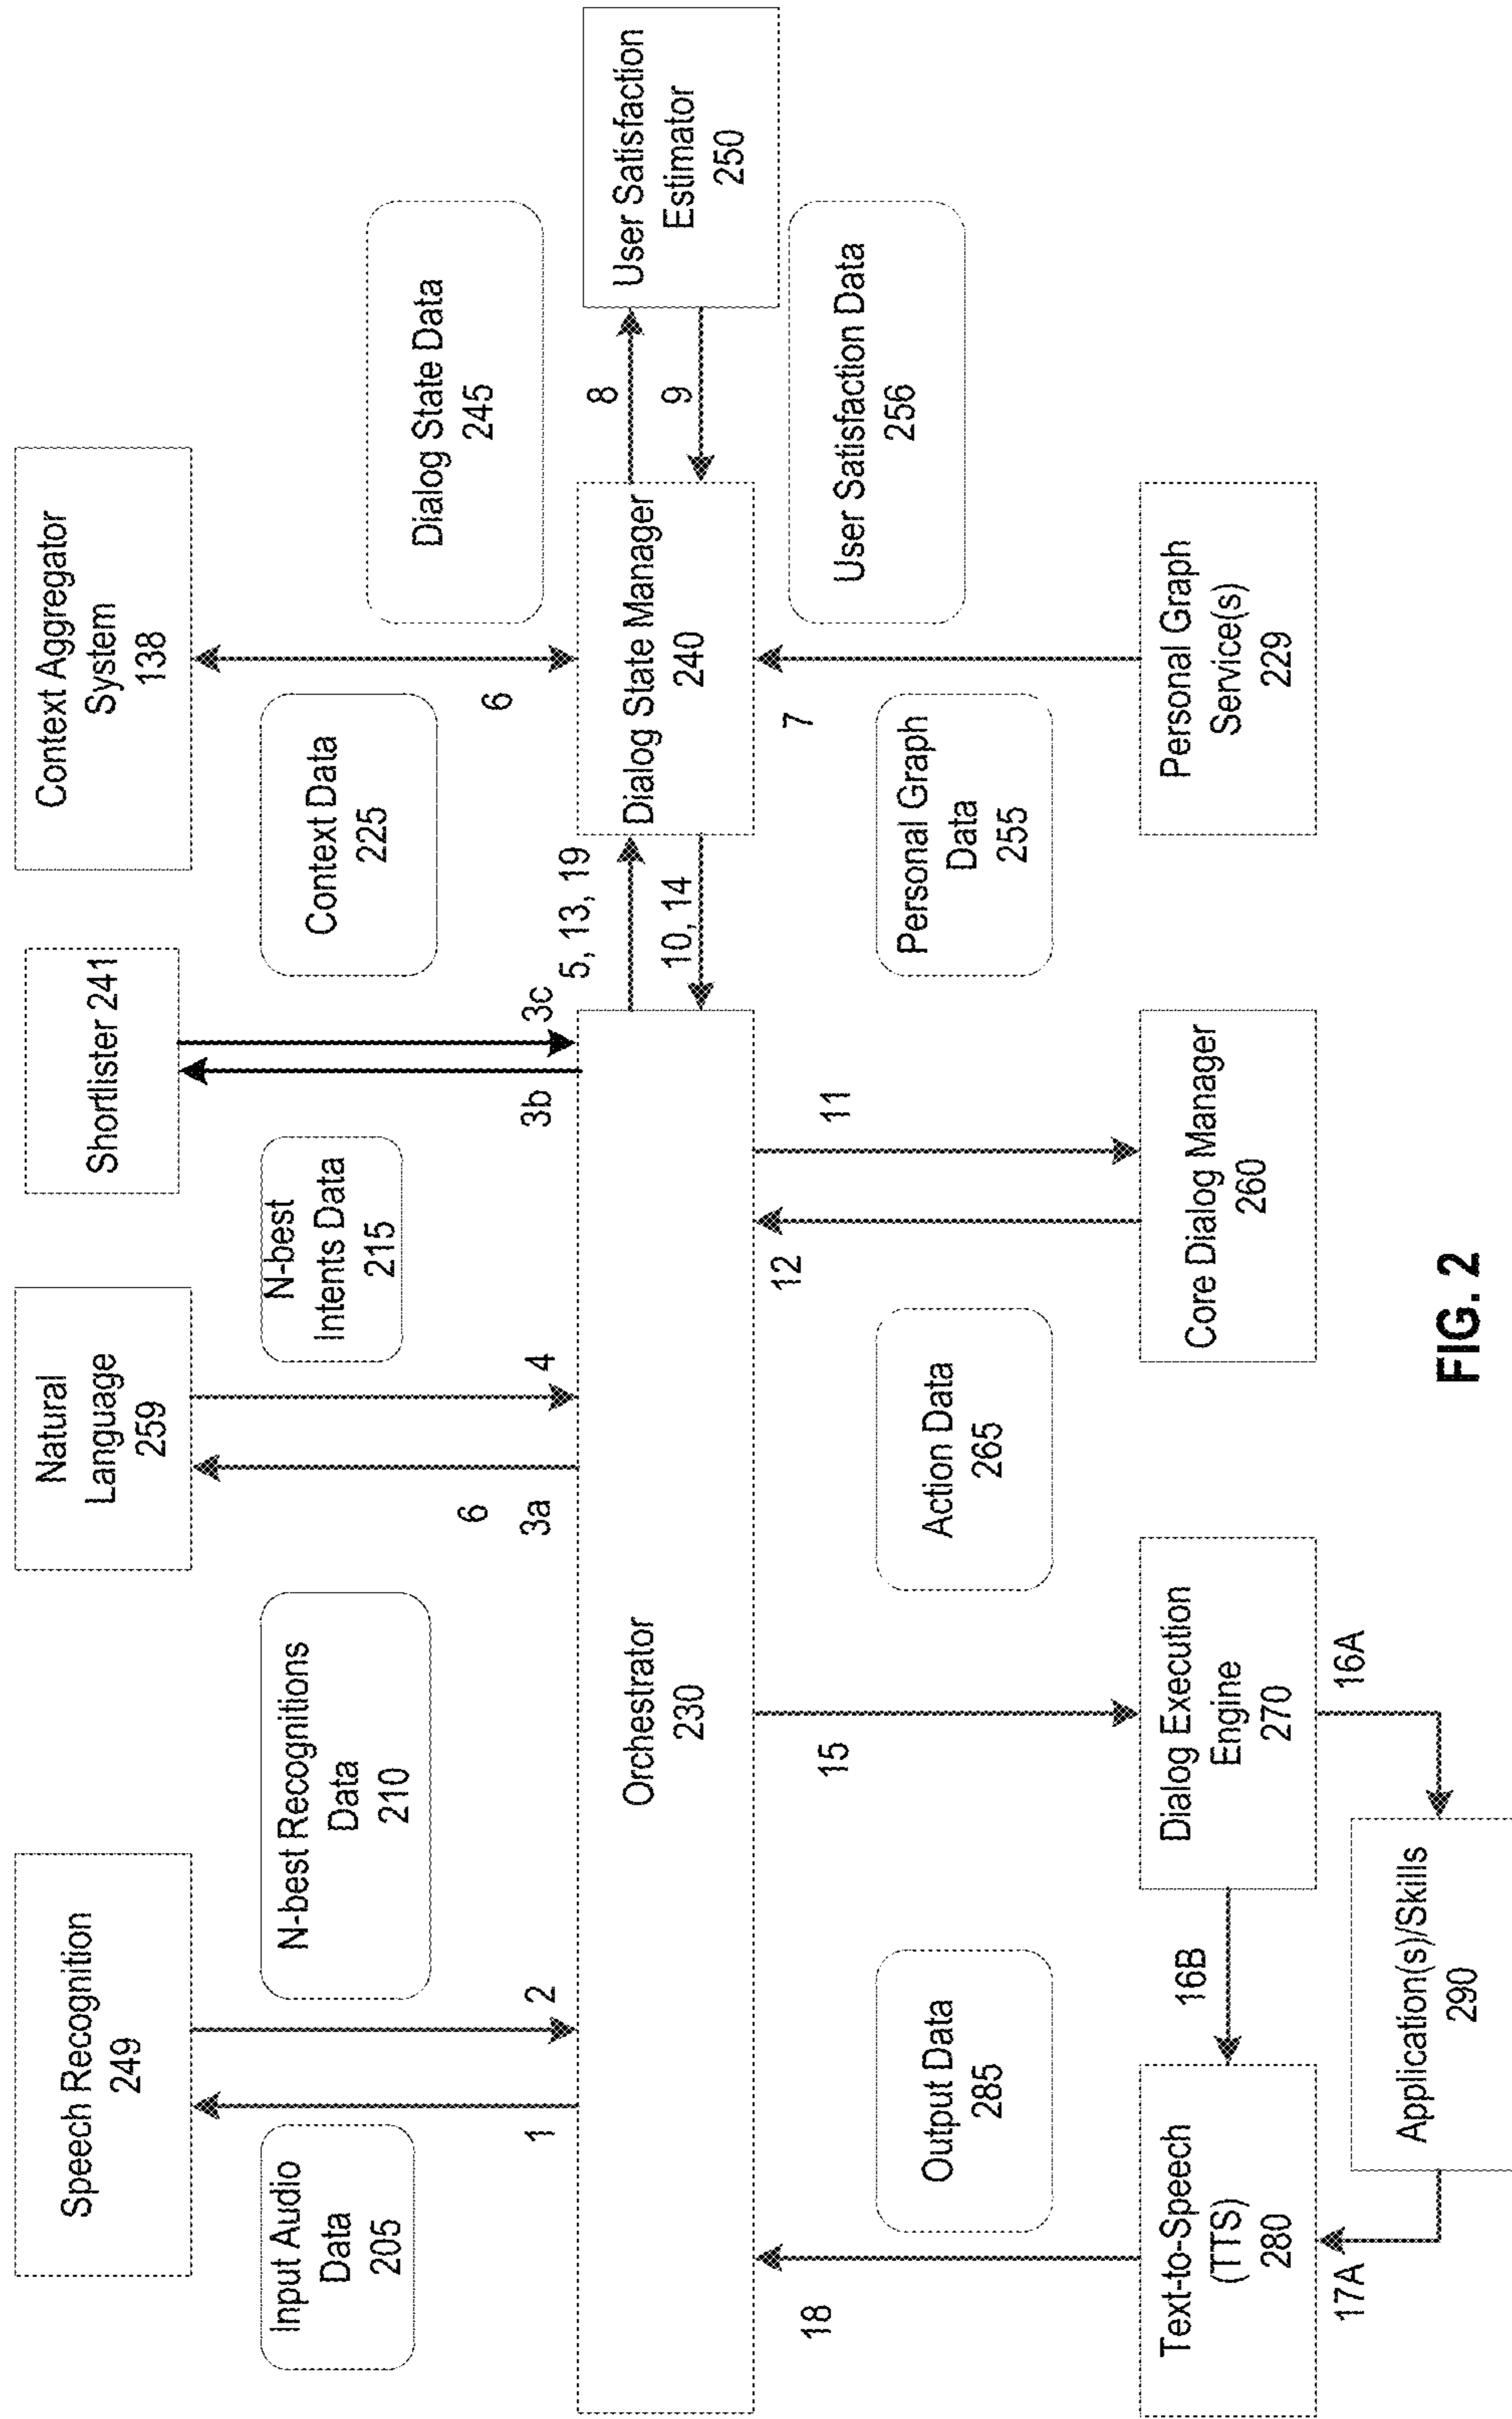 Speech Recognition
249
Natural
Language
259
Shortlister 241
Context Aggregator
System
138
Input Audio
Data
205
N-best Recognitions
Data
210
N-best
Intents Data
215
Context Data
225
Dialog State Data
245
1
2
6
3a
4
3b
3c
6
5, 13, 19
10, 14
8
9
Orchestrator
230
Dialog State Manager
240
User Satisfaction
Estimator
250
18
15
12
11
7
Output Data
285
Action Data
265
Personal Graph
Data
255
User Satisfaction Data
256
Text-to-Speech
(TTS)
280
16B
Dialog Execution
Engine
270
Core Dialog Manager
260
Personal Graph
Service(s)
229
17A
16A
Application(s)/Skills
290
FIG. 2